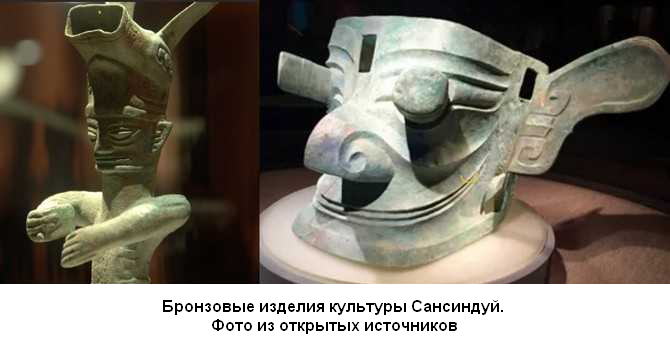 Бронзовые изделия культуры Сансиндуй.
Фото из открытых источников